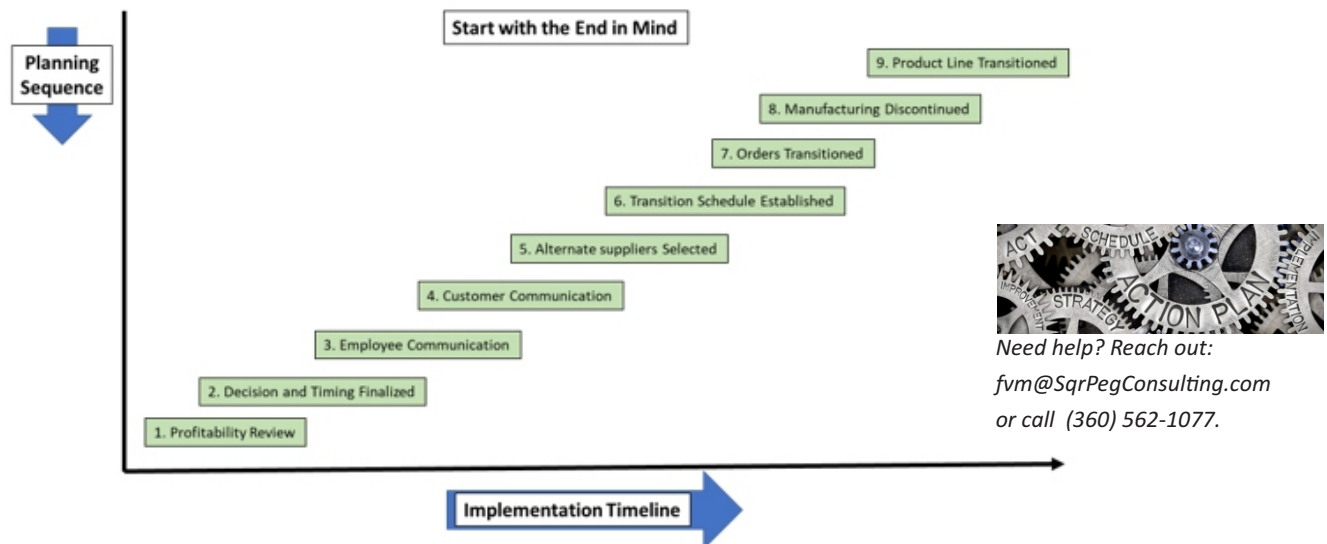 Start with the End in Mind
Planning
Sequence
9. Product Line Transitioned
8. Manufacturing Discontinued
7. Orders Transitioned
6. Transition Schedule Established
5. Alternate suppliers Selected
4. Customer Communication
3. Employee Communication
2. Decision and Timing Finalized
1. Profitability Review
Implementation Timeline
ACT
SCHEDULE
IMPROVEMENT
STRATEGY
ACTION PLAN
IMPLEMENTATION
Need help? Reach out:
fvm@SqrPegConsulting.com
or call (360) 562-1077.